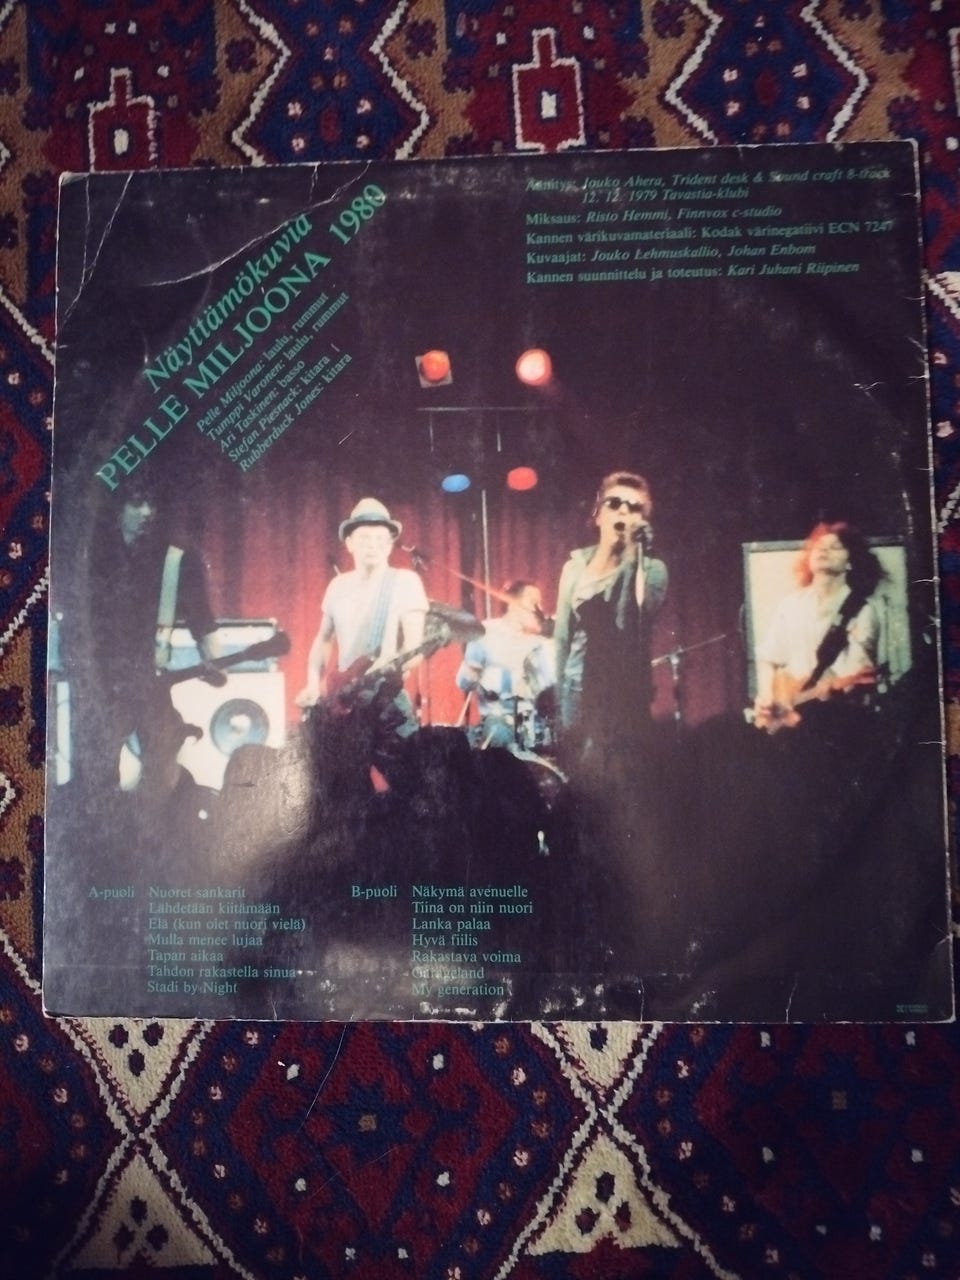 Näyttämökuvia
PELLE MILJOONA 1980
Pelle Miljoona: laulu, rummut
Tumppi Varonen: laulu, rummut
Ari Taskinen: basso
Stefan Piesnack: kitara
Rubberduck Jones: kitara
Äänitys: Jouko Ahera, Trident desk & Sound craft 8-track
12. 12. 1979 Tavastia-klubi
Miksaus: Risto Hemmi, Finnvox c-studio
Kannen värikuvamateriaali: Kodak värinegatiivi ECN 7247
Kuvaajat: Jouko Lehmuskallio, Johan Enbom
Kannen suunnittelu ja toteutus: Kari Juhani Riipinen
A-puoli Nuoret sankarit
Lähdetään kiitämään
Elä (kun olet nuori vielä)
Mulla menee lujaa
Tapan aikaa
Tahdon rakastella sinua
Stadi by Night
B-puoli Näkymä avenuelle
Tiina on niin nuori
Lanka palaa
Hyvä fiilis
Rakastava voima
Garageland
My generation